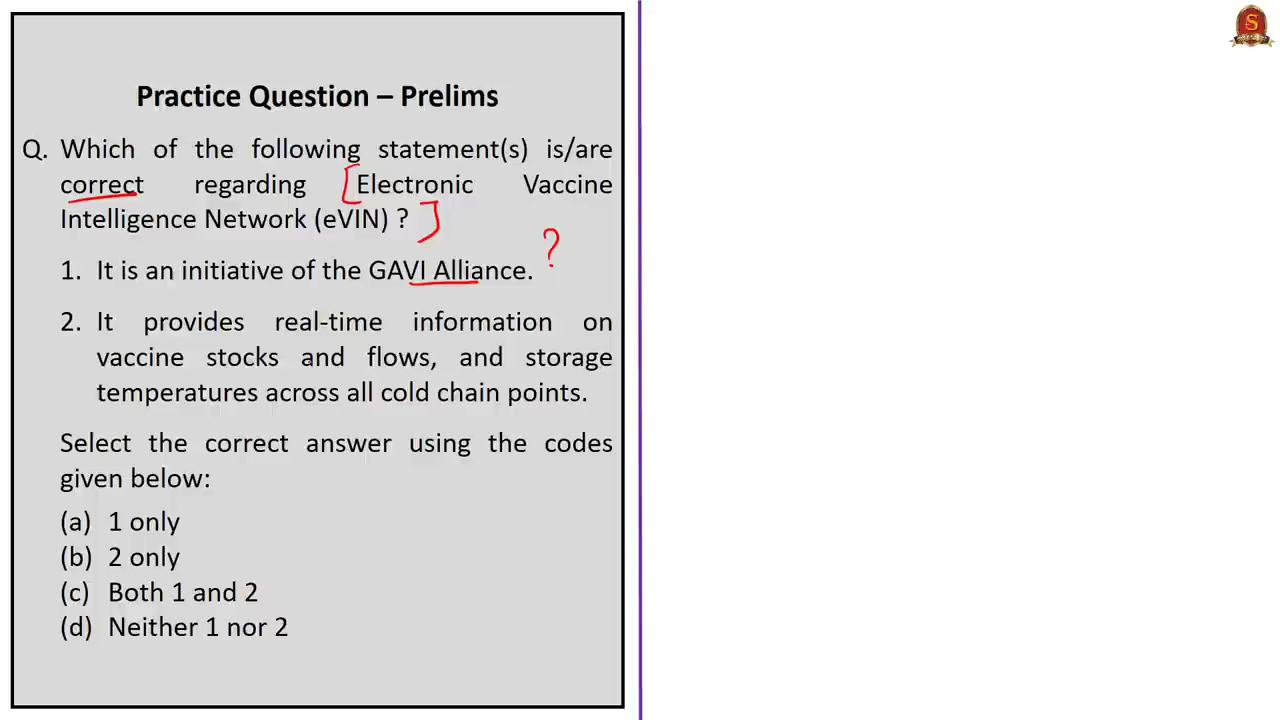 Practice Question – Prelims
Q. Which of the following statement(s) is/are
correct regarding [Electronic Vaccine
Intelligence Network (eVIN) ? ]
1. It is an initiative of the GAVI Alliance. ?
2. It provides real-time information on
vaccine stocks and flows, and storage
temperatures across all cold chain points.
Select the correct answer using the codes
given below:
(a) 1 only
(b) 2 only
(c) Both 1 and 2
(d) Neither 1 nor 2
S